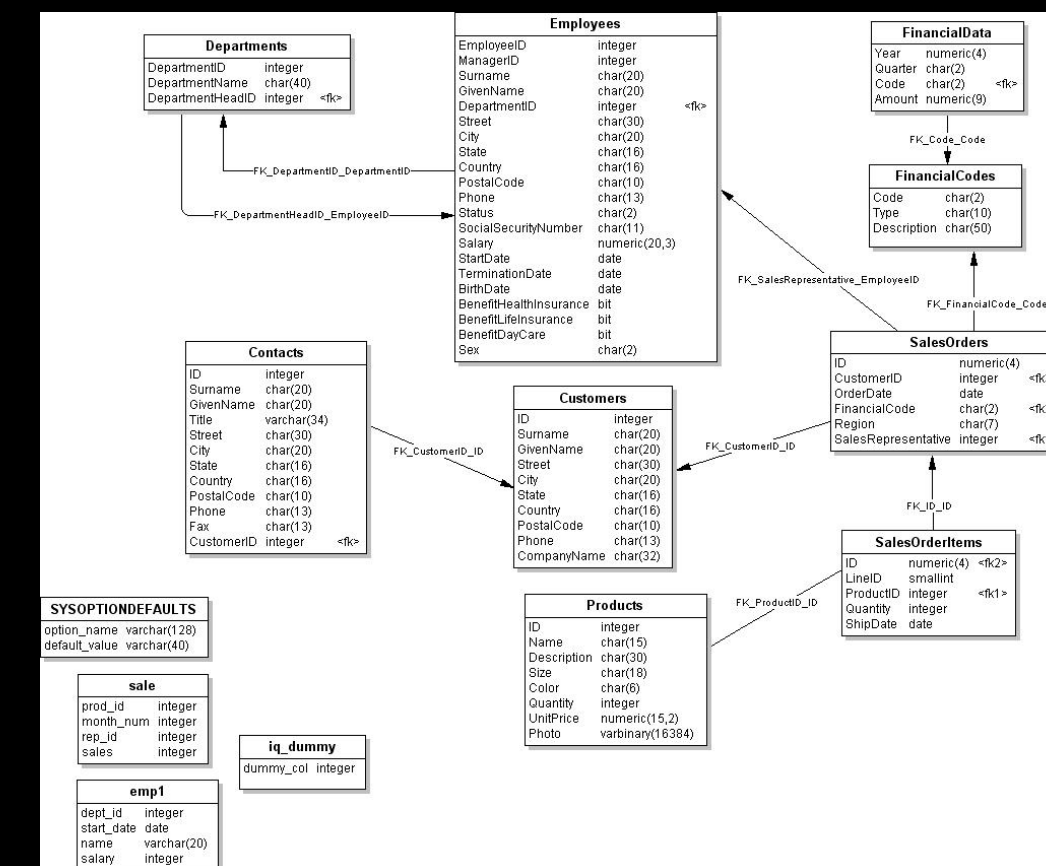 Departments
DepartmentID integer
DepartmentName char(40)
DepartmentHeadID integer <fk>
FK_DepartmentID_DepartmentID
FK_DepartmentHeadID_EmployeeID
Employees
EmployeeID integer
ManagerID integer
Surname char(20)
GivenName char(20)
DepartmentID integer <fk>
Street char(30)
City char(20)
State char(16)
Country char(16)
PostalCode char(10)
Phone char(13)
Status char(2)
SocialSecurityNumber char(11)
Salary numeric(20,3)
StartDate date
TerminationDate date
BirthDate date
BenefitHealthInsurance bit
BenefitLifeInsurance bit
BenefitDayCare bit
Sex char(2)
FinancialData
Year numeric(4)
Quarter char(2)
Code char(2) <fk>
Amount numeric(9)
FK_Code_Code
FinancialCodes
Code char(2)
Type char(10)
Description char(50)
FK_SalesRepresentative_EmployeeID
FK_FinancialCode_Code
SalesOrders
ID numeric(4)
CustomerID integer <fk
OrderDate date
FinancialCode char(2) <fk
Region char(7)
SalesRepresentative integer <fk
Contacts
ID integer
Surname char(20)
GivenName char(20)
Title varchar(34)
Street char(30)
City char(20)
State char(16)
Country char(16)
PostalCode char(10)
Phone char(13)
Fax char(13)
CustomerID integer <fk>
FK_CustomerID_ID
Customers
ID integer
Surname char(20)
GivenName char(20)
Street char(30)
City char(20)
State char(16)
Country char(16)
PostalCode char(10)
Phone char(13)
CompanyName char(32)
FK_CustomerID_ID
FK_ID_ID
SalesOrderItems
ID numeric(4) <fk2>
LineID smallint
ProductID integer <fk1>
Quantity integer
ShipDate date
FK_ProductID_ID
Products
ID integer
Name char(15)
Description char(30)
Size char(18)
Color char(6)
Quantity integer
UnitPrice numeric(15,2)
Photo varbinary(16384)
SYSOPTIONDEFAULTS
option_name varchar(128)
default_value varchar(40)
sale
prod_id integer
month_num integer
rep_id integer
sales integer
iq_dummy
dummy_col integer
emp1
dept_id integer
start_date date
name varchar(20)
salary integer